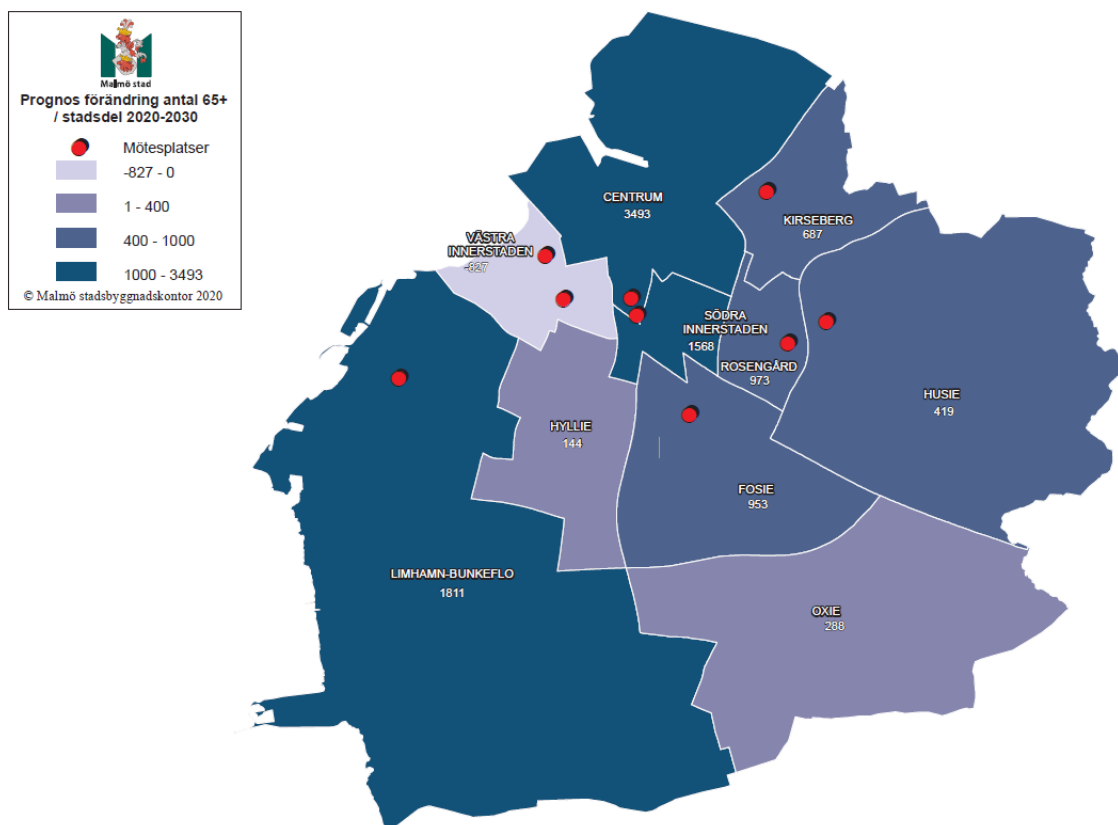 Malmö stad
Prognos förändring antal 65+
/ stadsdel 2020-2030
Mötesplatser
-827 - 0
1 - 400
400 - 1000
1000 - 3493
© Malmö stadsbyggnadskontor 2020
CENTRUM
3493
KIRSEBERG
687
VÄSTRA
INNERSTADEN
-827
SÖDRA
INNERSTADEN
1568
ROSENGÅRD
973
HUSIE
419
HYLLIE
144
FOSIE
953
LIMHAMN-BUNKEFLO
1811
OXIE
288